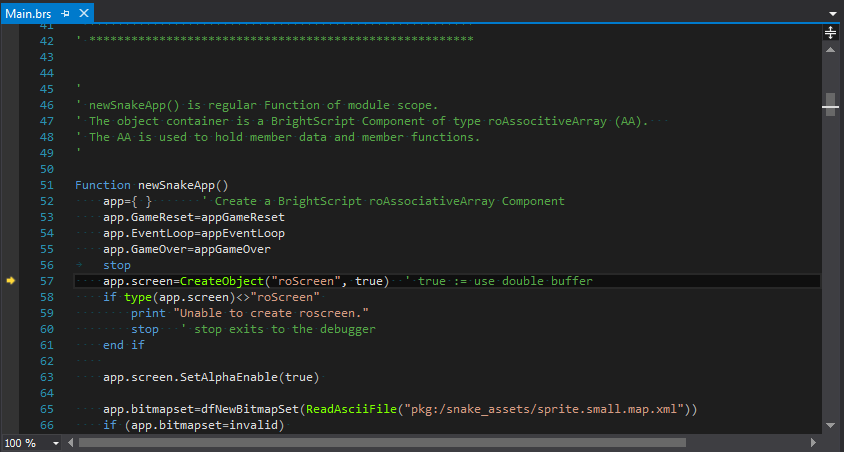 Main.brs
41 ' *******************************************************
42 ' *******************************************************
43
44
45 '
46 ' newSnakeApp() is regular Function of module scope.
47 ' The object container is a BrightScript Component of type roAssocitiveArray (AA).
48 ' The AA is used to hold member data and member functions.
49 '
50
51 Function newSnakeApp()
52 app={ } ' Create a BrightScript roAssociativeArray Component
53 app.GameReset=appGameReset
54 app.EventLoop=appEventLoop
55 app.GameOver=appGameOver
56 stop
57 app.screen=CreateObject("roScreen", true) ' true := use double buffer
58 if type(app.screen)<>"roScreen"
59 print "Unable to create roscreen."
60 stop ' stop exits to the debugger
61 end if
62
63 app.screen.SetAlphaEnable(true)
64
65 app.bitmapset=dfNewBitmapSet(ReadAsciiFile("pkg:/snake_assets/sprite.small.map.xml"))
66 if (app.bitmapset=invalid)
100 %